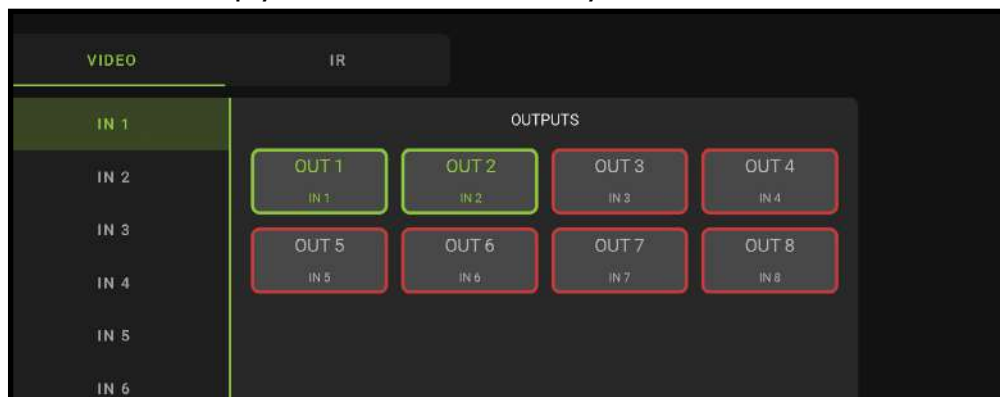 VIDEO IR
IN 1
OUTPUTS
OUT 1 OUT 2 OUT 3 OUT 4
IN 1 IN 2 IN 3 IN 4
IN 2
IN 3
OUT 5 OUT 6 OUT 7 OUT 8
IN 5 IN 6 IN 7 IN 8
IN 4
IN 5
IN 6